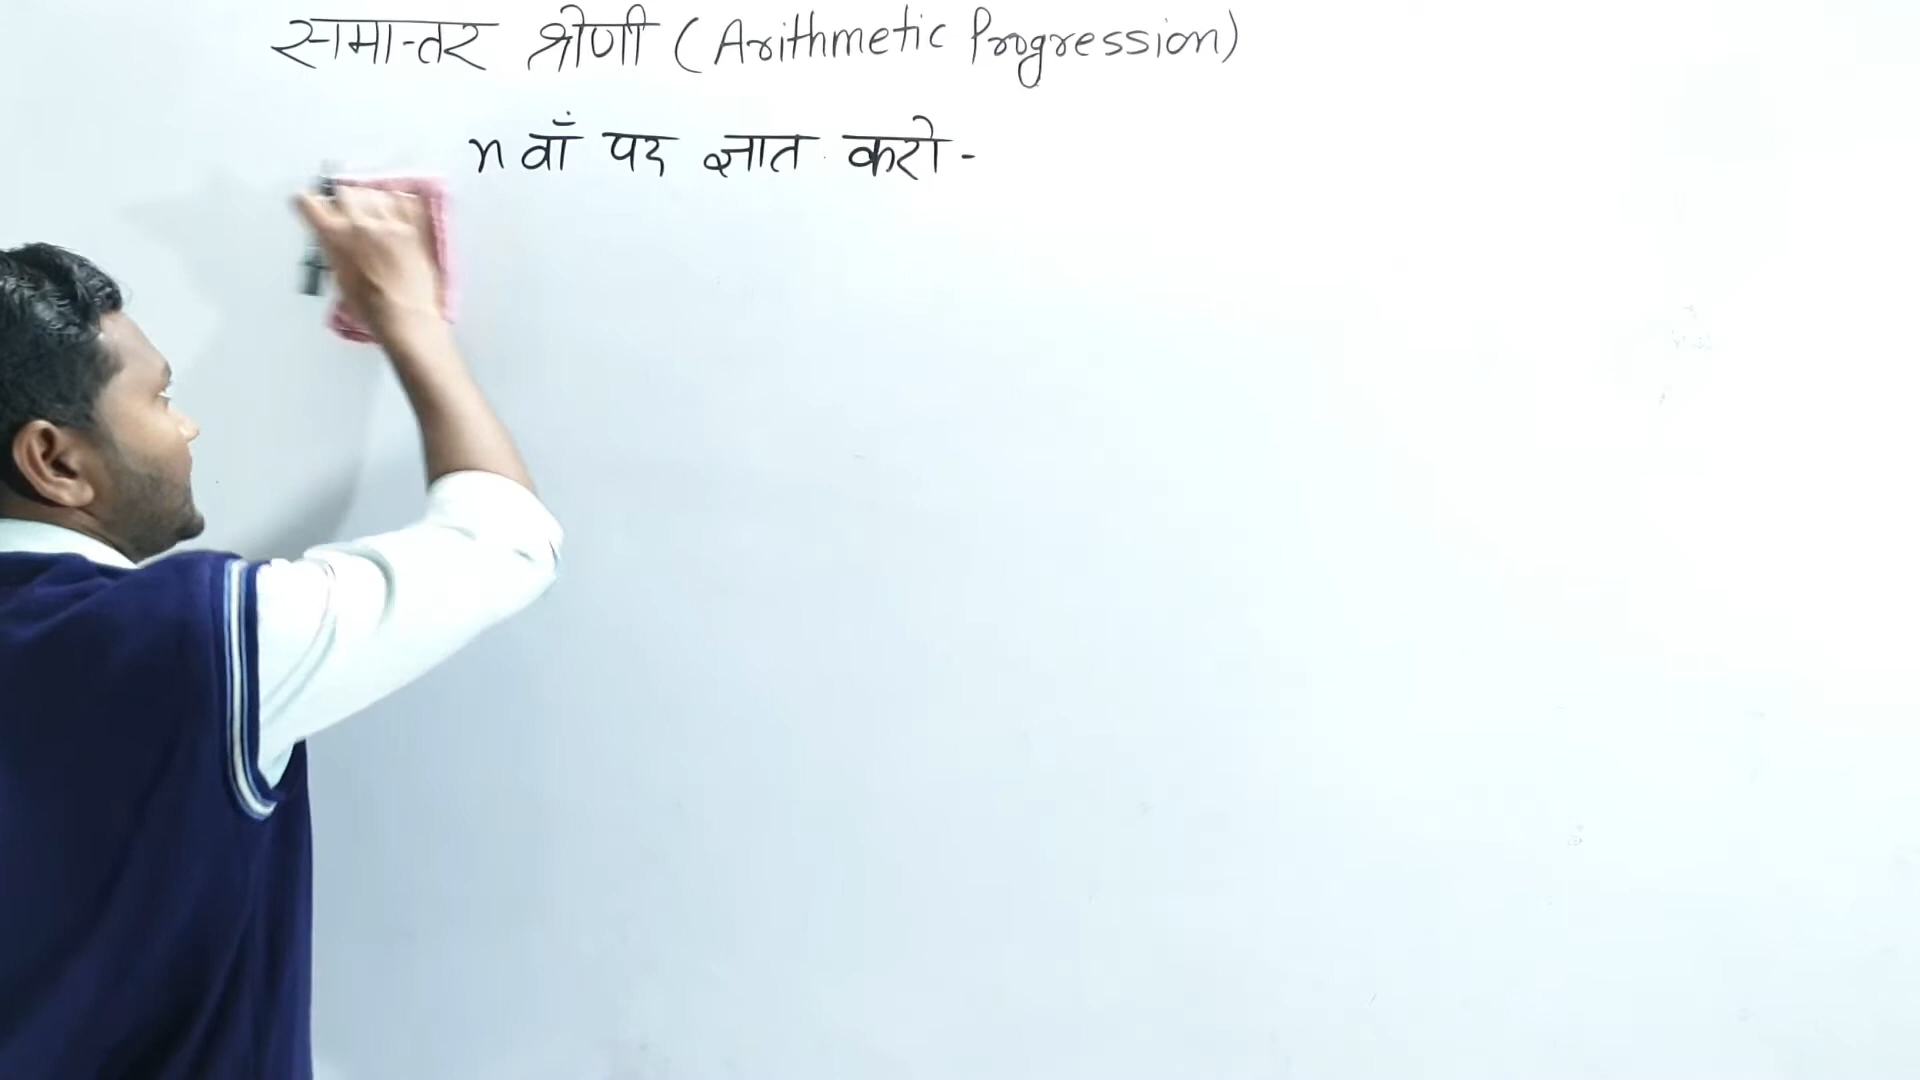 समान्तर श्रेणी (Arithmetic Progression)
n वाँ पद ज्ञात करो -